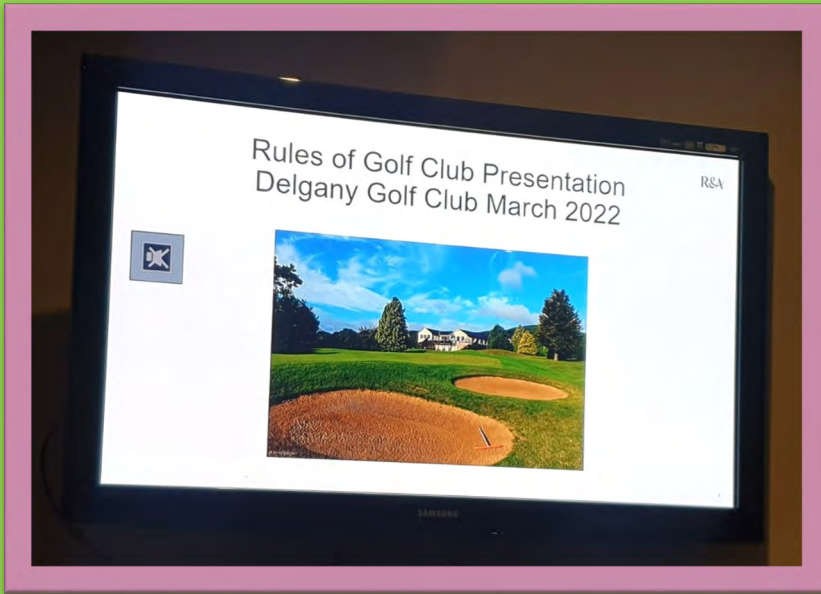 Rules of Golf Club Presentation
Delgany Golf Club March 2022
R&A
SAMSUNG